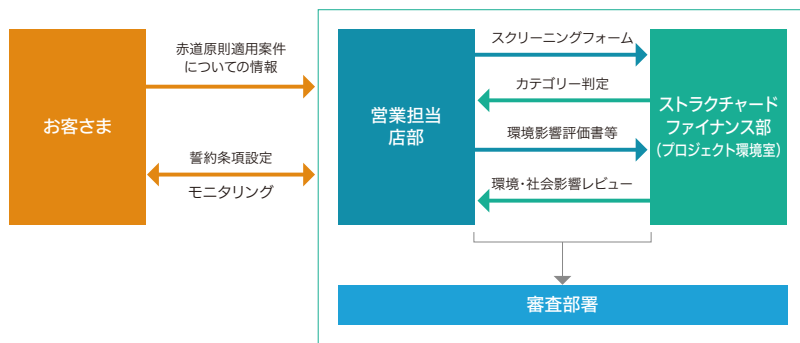 お客さま
赤道原則適用案件
についての情報
誓約条項設定
モニタリング
営業担当
店部
スクリーニングフォーム
カテゴリー判定
環境影響評価書等
環境・社会影響レビュー
ストラクチャード
ファイナンス部
(プロジェクト環境室)
審査部署